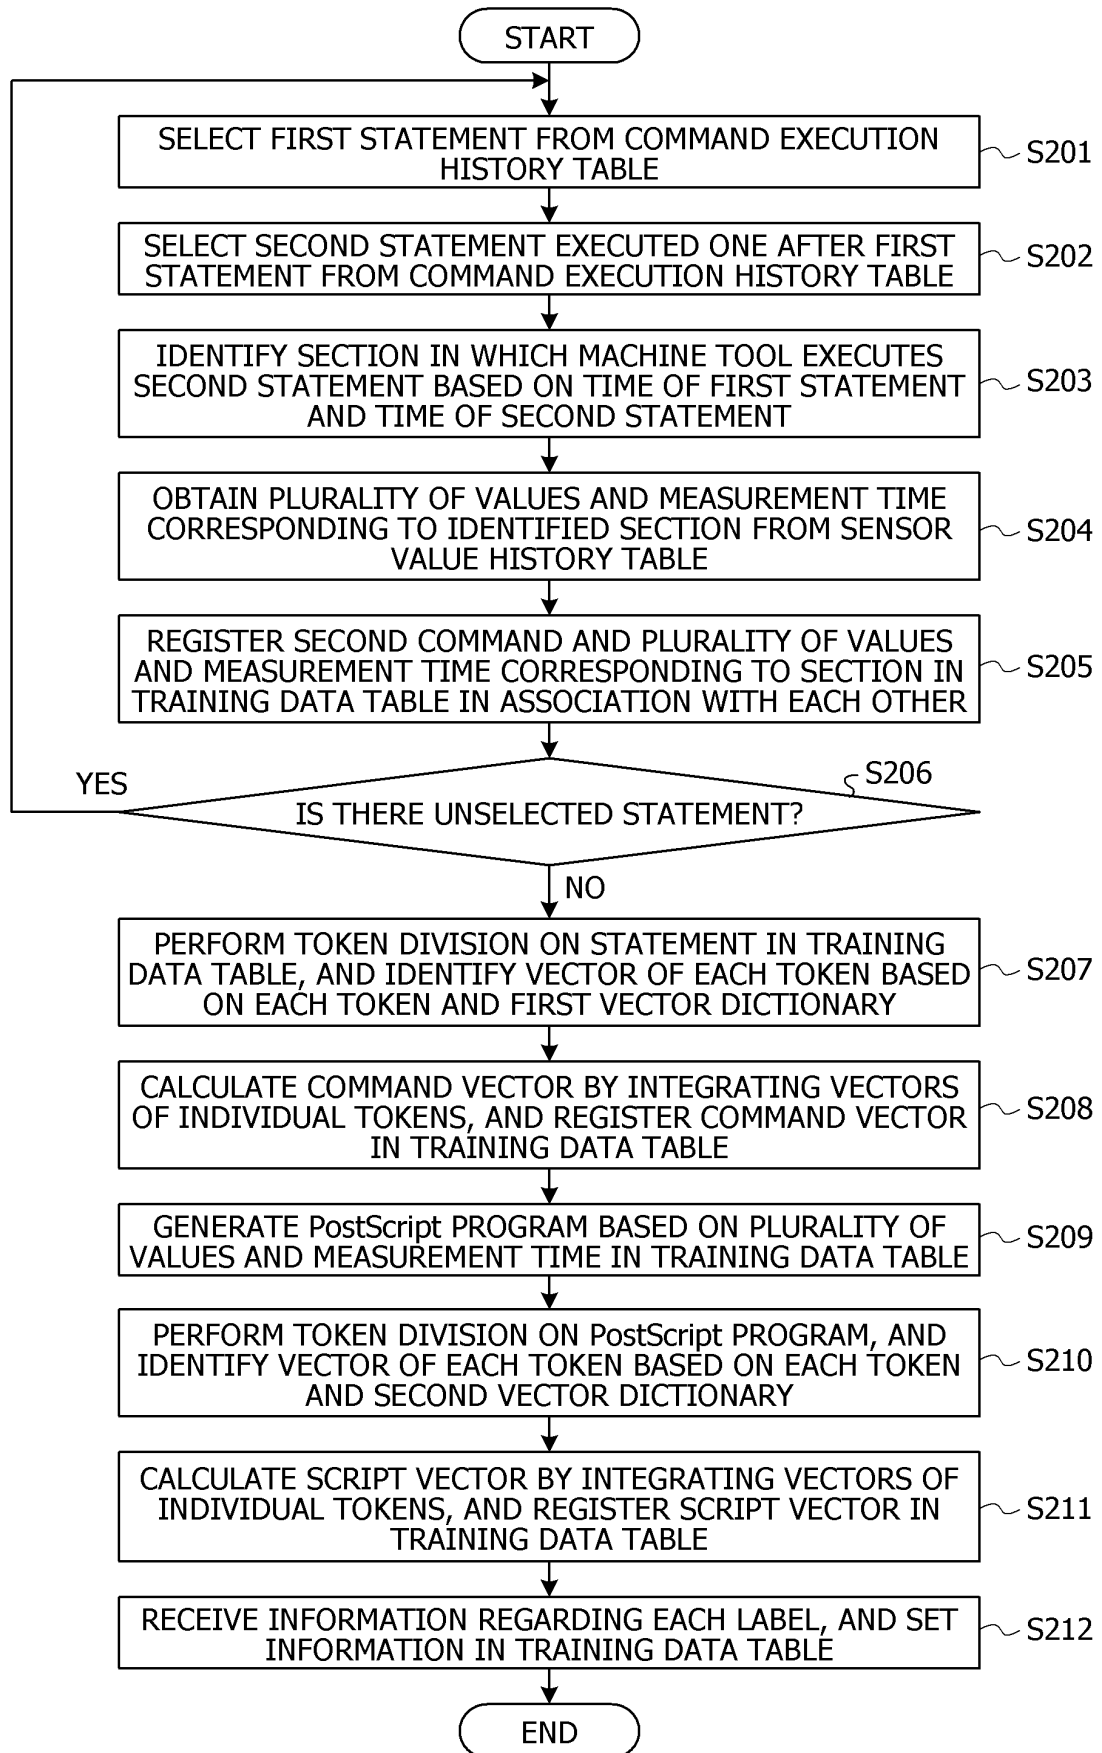 START
SELECT FIRST STATEMENT FROM COMMAND EXECUTION
HISTORY TABLE
S201
SELECT SECOND STATEMENT EXECUTED ONE AFTER FIRST
STATEMENT FROM COMMAND EXECUTION HISTORY TABLE
S202
IDENTIFY SECTION IN WHICH MACHINE TOOL EXECUTES
SECOND STATEMENT BASED ON TIME OF FIRST STATEMENT
AND TIME OF SECOND STATEMENT
S203
OBTAIN PLURALITY OF VALUES AND MEASUREMENT TIME
CORRESPONDING TO IDENTIFIED SECTION FROM SENSOR
VALUE HISTORY TABLE
S204
REGISTER SECOND COMMAND AND PLURALITY OF VALUES
AND MEASUREMENT TIME CORRESPONDING TO SECTION IN
TRAINING DATA TABLE IN ASSOCIATION WITH EACH OTHER
S205
YES
S206
IS THERE UNSELECTED STATEMENT?
NO
PERFORM TOKEN DIVISION ON STATEMENT IN TRAINING
DATA TABLE, AND IDENTIFY VECTOR OF EACH TOKEN BASED
ON EACH TOKEN AND FIRST VECTOR DICTIONARY
S207
CALCULATE COMMAND VECTOR BY INTEGRATING VECTORS
OF INDIVIDUAL TOKENS, AND REGISTER COMMAND VECTOR
IN TRAINING DATA TABLE
S208
GENERATE PostScript PROGRAM BASED ON PLURALITY OF
VALUES AND MEASUREMENT TIME IN TRAINING DATA TABLE
S209
PERFORM TOKEN DIVISION ON PostScript PROGRAM, AND
IDENTIFY VECTOR OF EACH TOKEN BASED ON EACH TOKEN
AND SECOND VECTOR DICTIONARY
S210
CALCULATE SCRIPT VECTOR BY INTEGRATING VECTORS OF
INDIVIDUAL TOKENS, AND REGISTER SCRIPT VECTOR IN
TRAINING DATA TABLE
S211
RECEIVE INFORMATION REGARDING EACH LABEL, AND SET
INFORMATION IN TRAINING DATA TABLE
S212
END